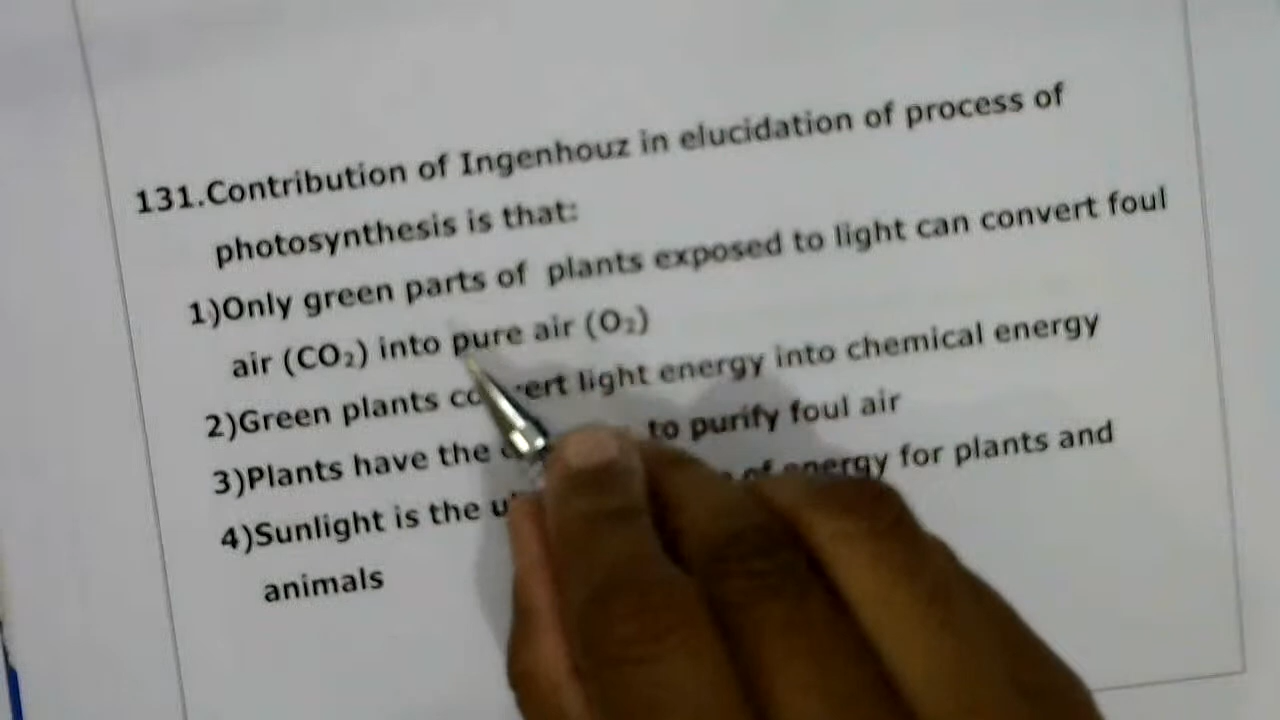 131.Contribution of Ingenhouz in elucidation of process of
photosynthesis is that:
1)Only green parts of plants exposed to light can convert foul
air (CO₂) into pure air (O₂)
2)Green plants convert light energy into chemical energy
3)Plants have the to purify foul air
4)Sunlight is the of energy for plants and
animals